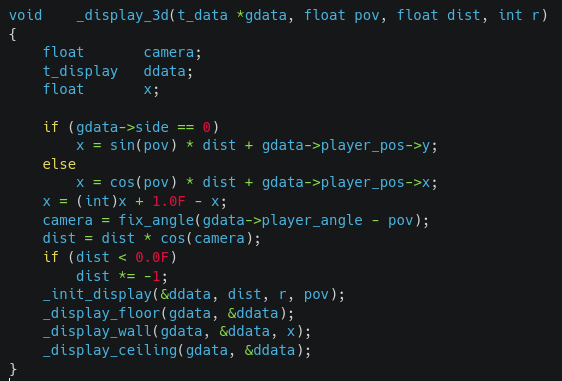 void    _display_3d(t_data *gdata, float pov, float dist, int r)
{
    float       camera;
    t_display   ddata;
    float       x;

    if (gdata->side == 0)
        x = sin(pov) * dist + gdata->player_pos->y;
    else
        x = cos(pov) * dist + gdata->player_pos->x;
    x = (int)x + 1.0F - x;
    camera = fix_angle(gdata->player_angle - pov);
    dist = dist * cos(camera);
    if (dist < 0.0F)
        dist *= -1;
    _init_display(&ddata, dist, r, pov);
    _display_floor(gdata, &ddata);
    _display_wall(gdata, &ddata, x);
    _display_ceiling(gdata, &ddata);
}